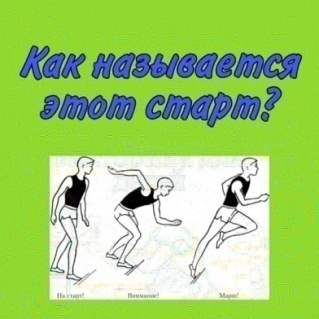 Как называется
этот старт?
На старт! Внимание! Марш!